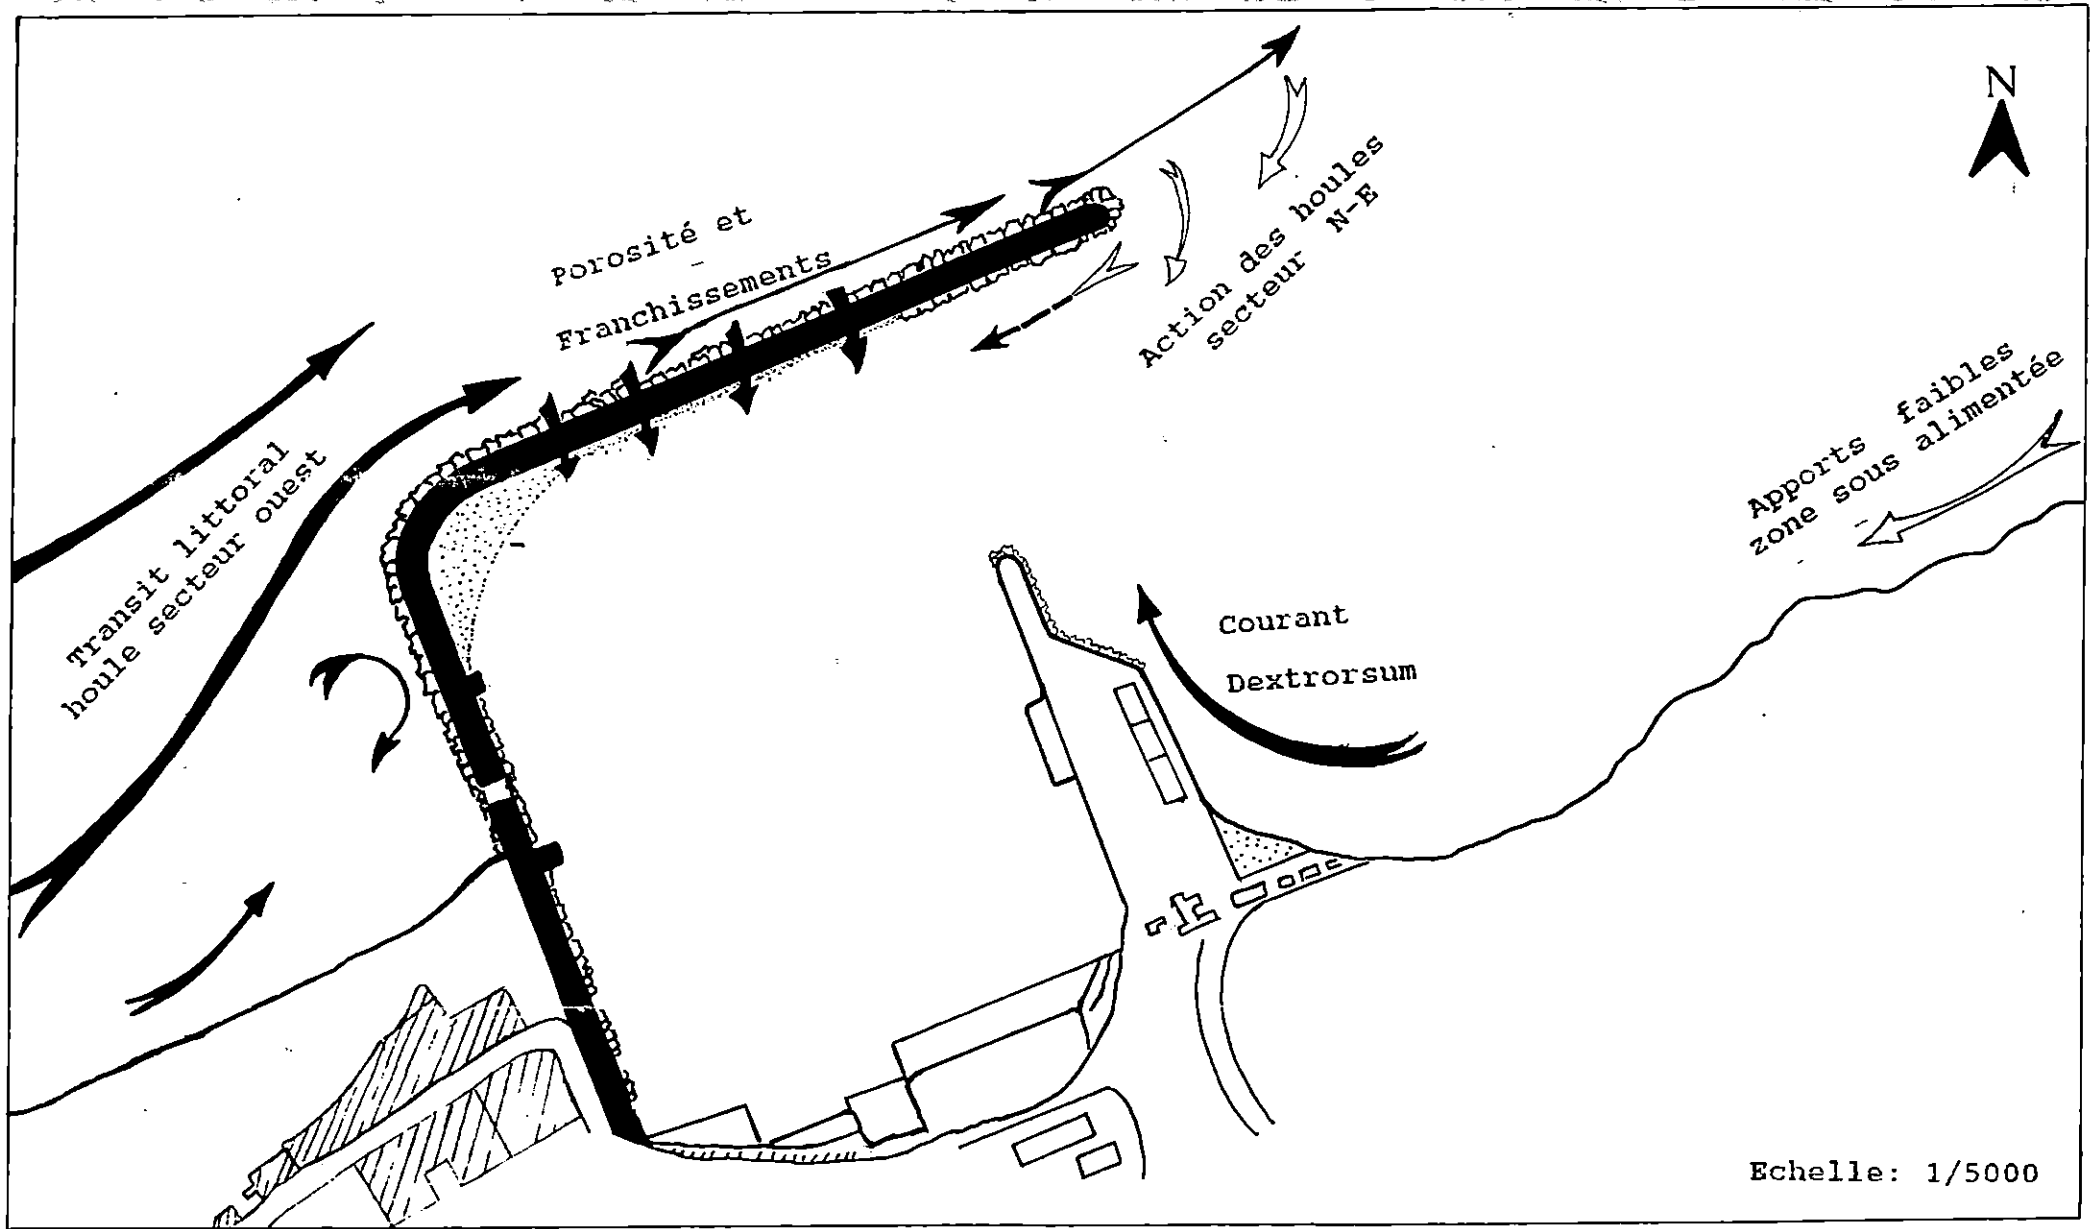 N
Porosité et
Franchissements
Action des houles
secteur N-E
Transit littoral
houle secteur ouest
Apports faibles
zone sous alimentée
Courant
Dextrorsum
Echelle: 1/5000